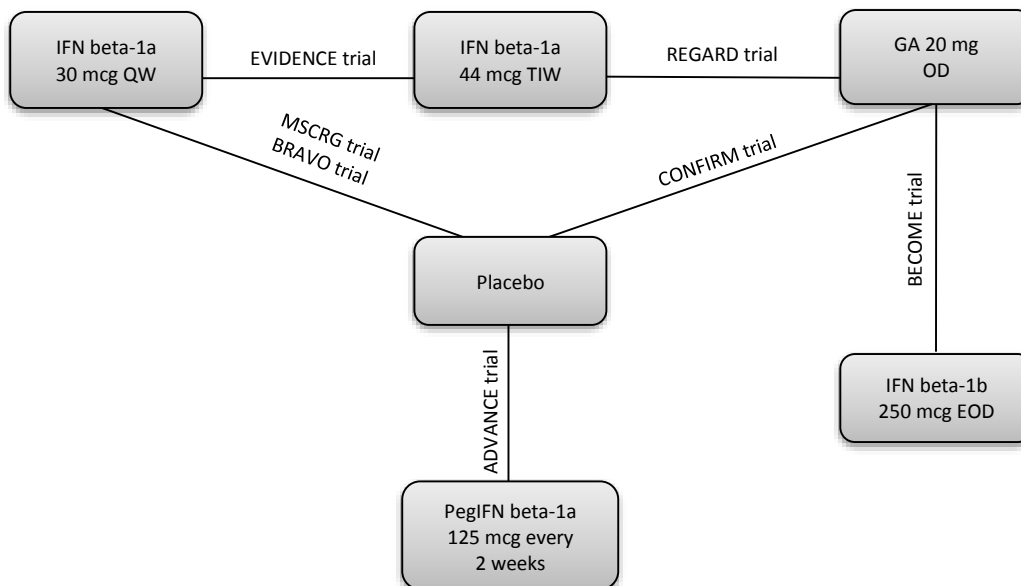 IFN beta-1a
30 mcg QW
EVIDENCE trial
IFN beta-1a
44 mcg TIW
REGARD trial
GA 20 mg
OD
MSCRG trial
BRAVO trial
CONFIRM trial
BECOME trial
Placebo
ADVANCE trial
IFN beta-1b
250 mcg EOD
PegIFN beta-1a
125 mcg every
2 weeks